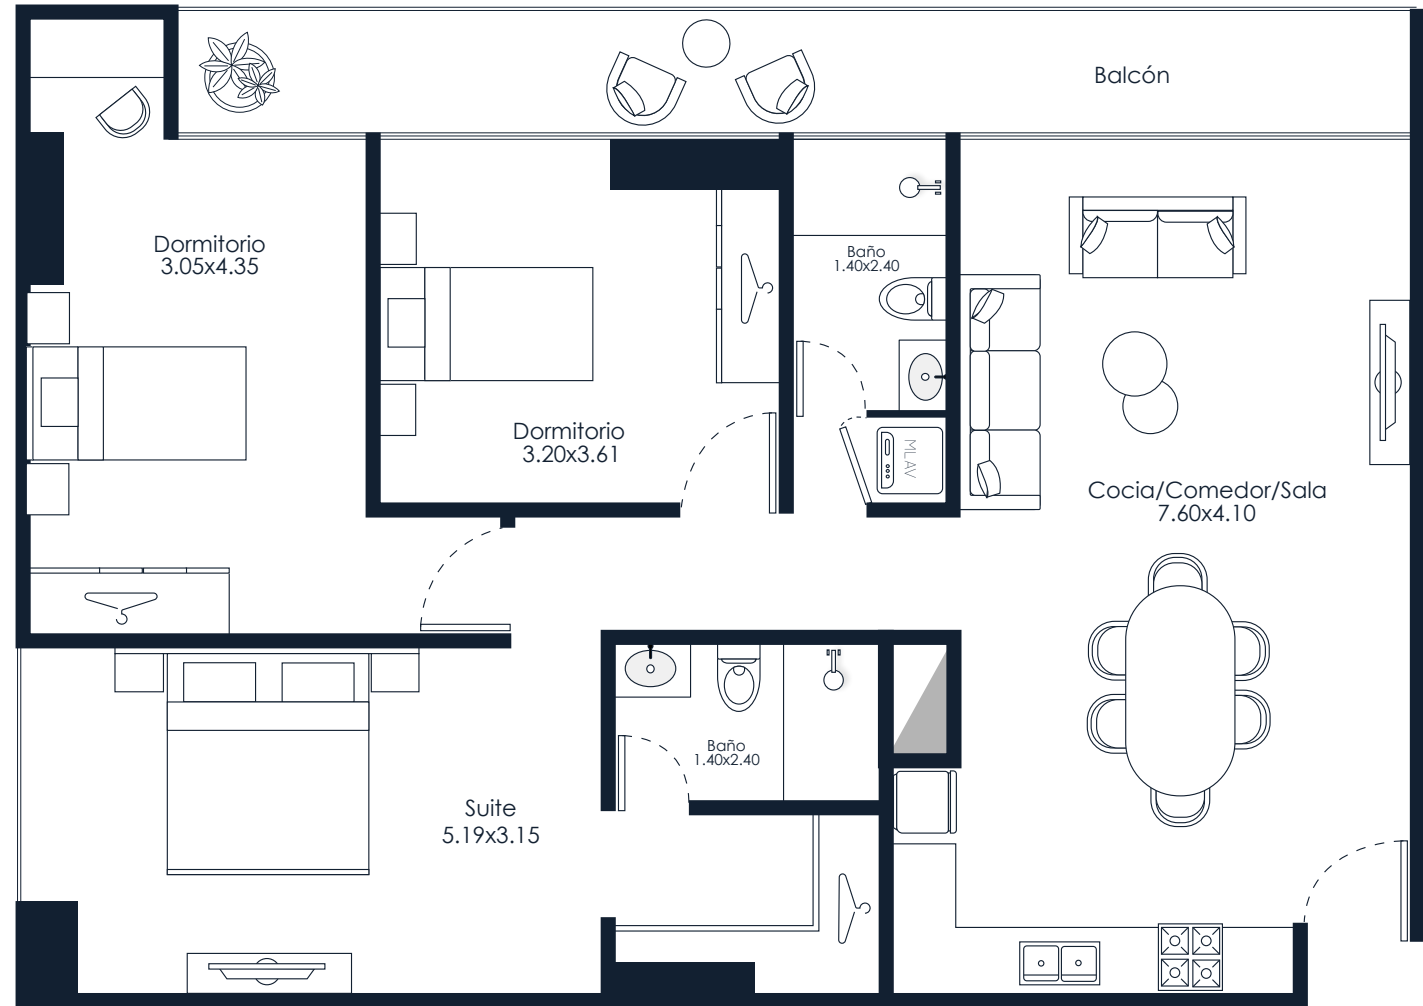 Balcón
Dormitorio
3.05x4.35
Baño
1.40x2.40
Dormitorio
3.20x3.61
MLAV
Cocia/Comedor/Sala
7.60x4.10
Baño
1.40x2.40
Suite
5.19x3.15